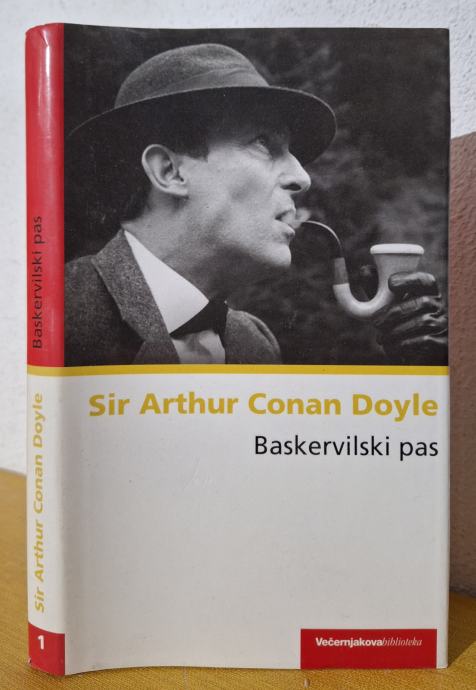 Sir Arthur Conan Doyle
Baskervilski pas
Večernjakovabiblioteka
Baskervilski pas
Sir Arthur Conan Doyle
1